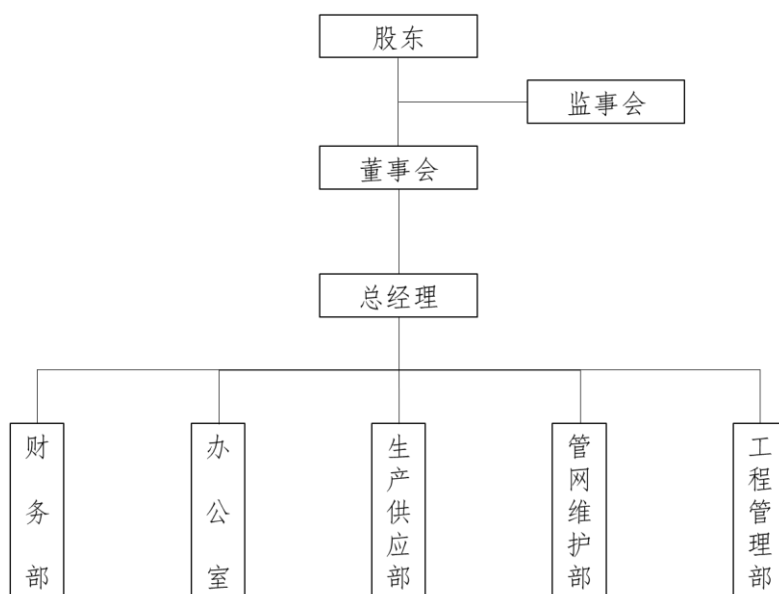 股东
监事会
董事会
总经理
财务部
办公室
生产供应部
管网维护部
工程管理部